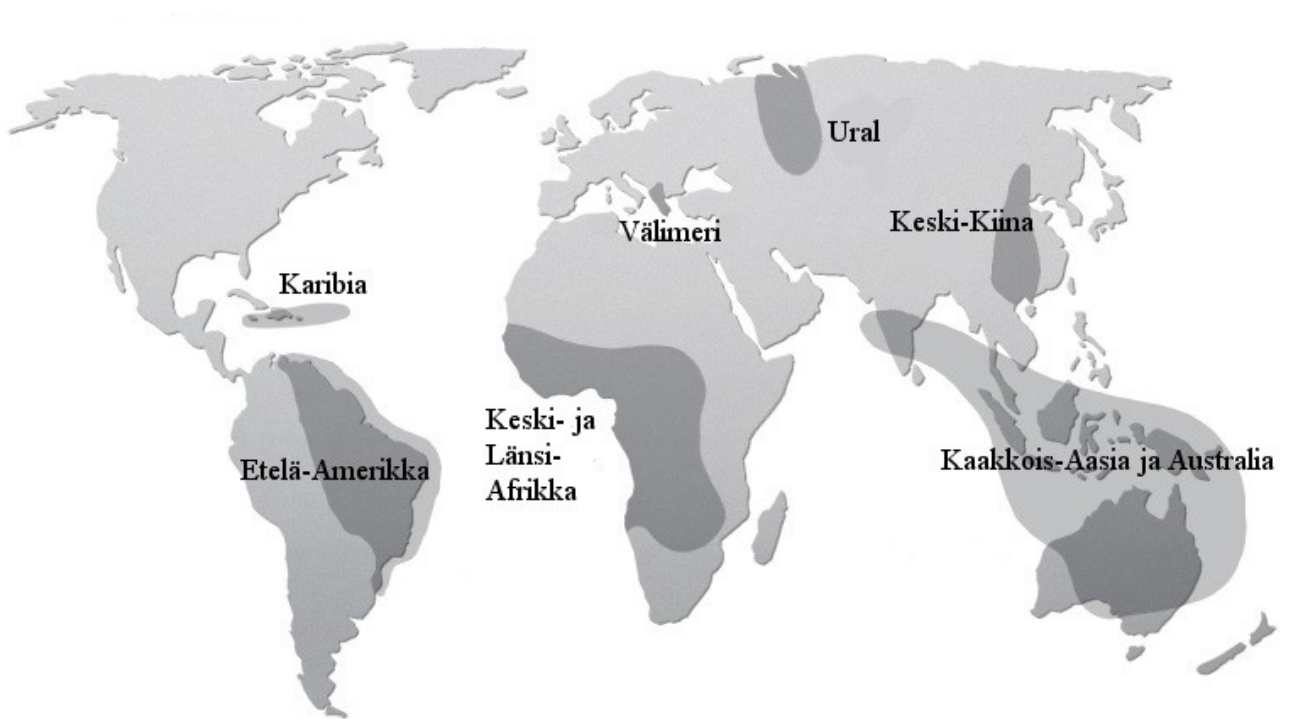 Ural
Keski-Kiina
Välimeri
Karibia
Keski- ja
Länsi-
Afrikka
Etelä-Amerikka
Kaakkois-Aasia ja Australia